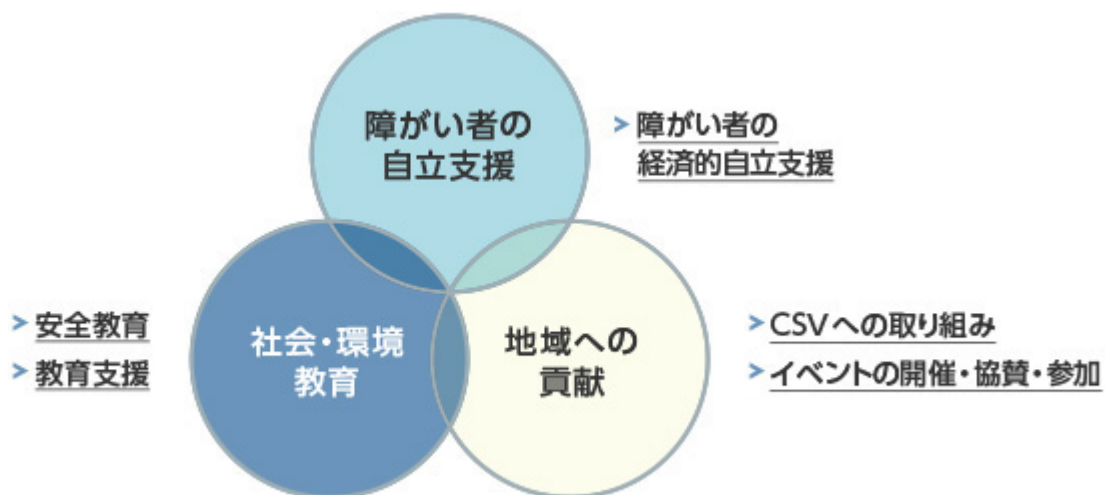 障がい者の
自立支援
> 障がい者の
経済的自立支援
社会・環境
教育
> 安全教育
> 教育支援
地域への
貢献
> CSVへの取り組み
> イベントの開催・協賛・参加